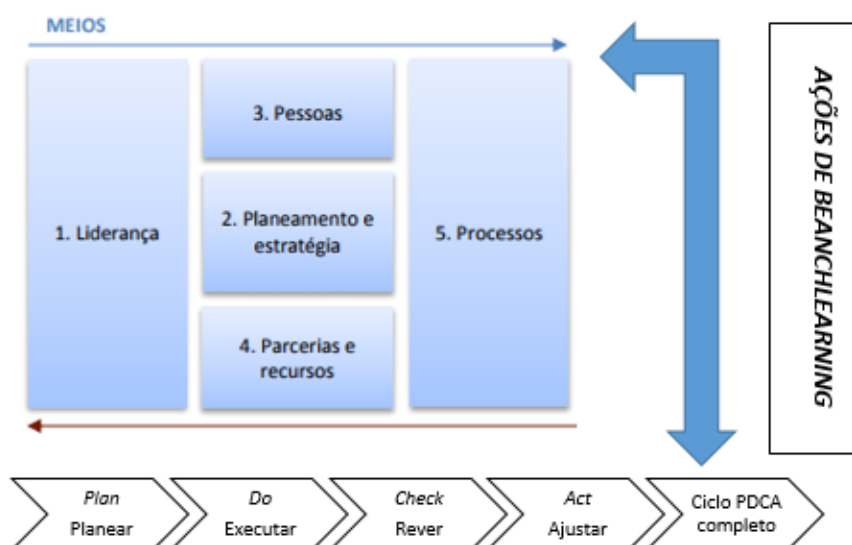 MEIOS
1. Liderança
3. Pessoas
2. Planeamento e
estratégia
4. Parcerias e
recursos
5. Processos
AÇÕES DE BEANCHLEARNING
Plan
Planear
Do
Executar
Check
Rever
Act
Ajustar
Ciclo PDCA
completo